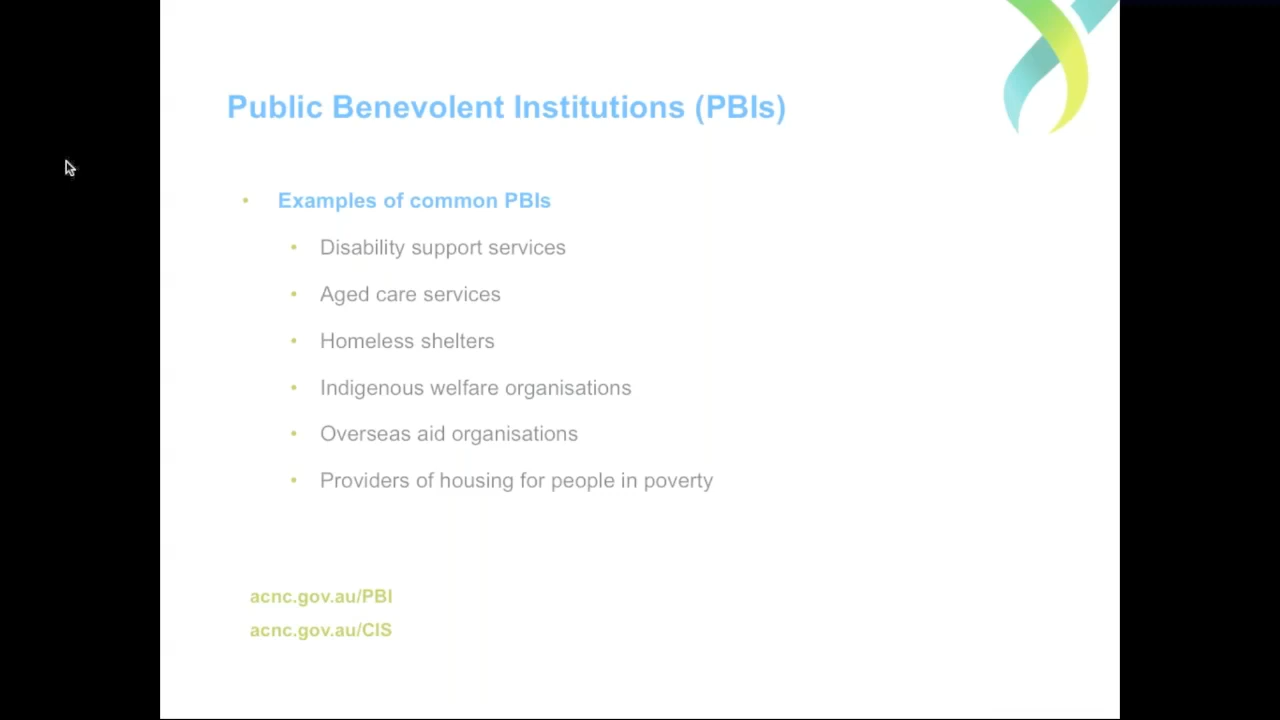 Public Benevolent Institutions (PBIs)
• Examples of common PBIs
• Disability support services
• Aged care services
• Homeless shelters
• Indigenous welfare organisations
• Overseas aid organisations
• Providers of housing for people in poverty
acnc.gov.au/PBI
acnc.gov.au/CIS